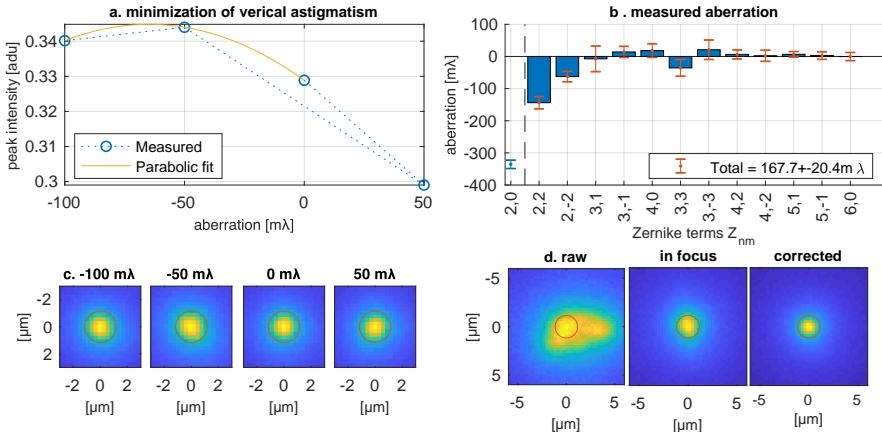 a. minimization of verical astigmatism
peak intensity [adu]
0.34
0.33
0.32
0.31
0.3
Measured
Parabolic fit
-100
-50
0
50
aberration [mλ]
b . measured aberration
aberration [mλ]
100
0
-100
-200
-300
-400
Total = 167.7+-20.4m λ
2,0
2,2
2,-2
3,1
3,-1
4,0
3,3
3,-3
4,2
4,-2
5,1
5,-1
6,0
Zernike terms Znm
c. -100 mλ
-50 mλ
0 mλ
50 mλ
[µm]
-2
0
2
-2 0 2
-2 0 2
-2 0 2
-2 0 2
[µm]
[µm]
[µm]
[µm]
d. raw
in focus
corrected
[µm]
-5
0
5
-5 0 5
-5 0 5
-5 0 5
[µm]
[µm]
[µm]